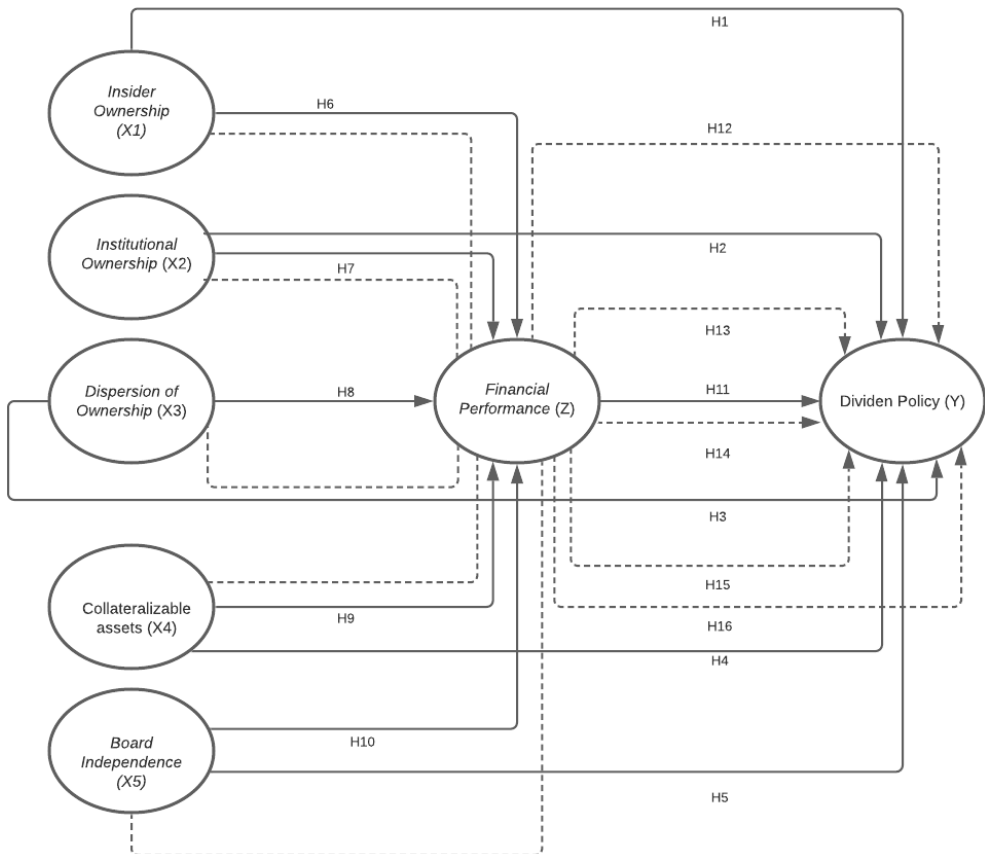 H1
Insider
Ownership
(X1)
H6
H12
Institutional
Ownership (X2)
H2
H7
H13
Dispersion of
Ownership (X3)
H8
Financial
Performance (Z)
H11
Dividen Policy (Y)
H14
H3
H15
Collateralizable
assets (X4)
H9
H16
H4
Board
Independence
(X5)
H10
H5